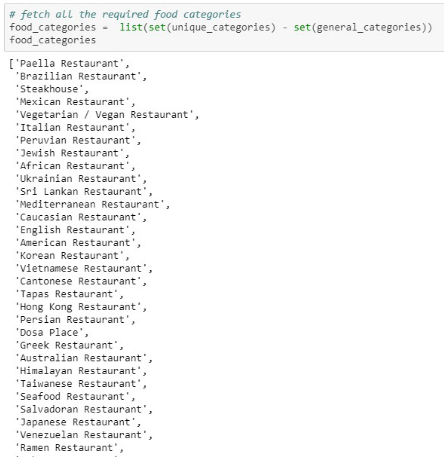 # fetch all the required food categories
food_categories =  list(set(unique_categories) - set(general_categories))
food_categories
['Paella Restaurant',
'Brazilian Restaurant',
'Steakhouse',
'Mexican Restaurant',
'Vegetarian / Vegan Restaurant',
'Italian Restaurant',
'Peruvian Restaurant',
'Jewish Restaurant',
'African Restaurant',
'Ukrainian Restaurant',
'Sri Lankan Restaurant',
'Mediterranean Restaurant',
'Caucasian Restaurant',
'English Restaurant',
'American Restaurant',
'Korean Restaurant',
'Vietnamese Restaurant',
'Cantonese Restaurant',
'Tapas Restaurant',
'Hong Kong Restaurant',
'Persian Restaurant',
'Dosa Place',
'Greek Restaurant',
'Australian Restaurant',
'Himalayan Restaurant',
'Taiwanese Restaurant',
'Seafood Restaurant',
'Salvadoran Restaurant',
'Japanese Restaurant',
'Venezuelan Restaurant',
'Ramen Restaurant',